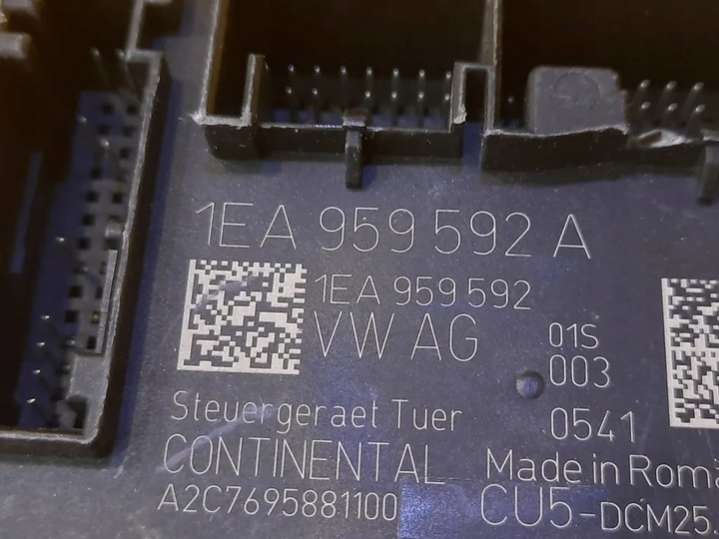 1EA 959 592 A
1EA 959 592
VW AG
01S
003
Steuergeraet Tuer
0541
CONTINENTAL
Made in Roma
A2C7695881100
CU5-DCM25.